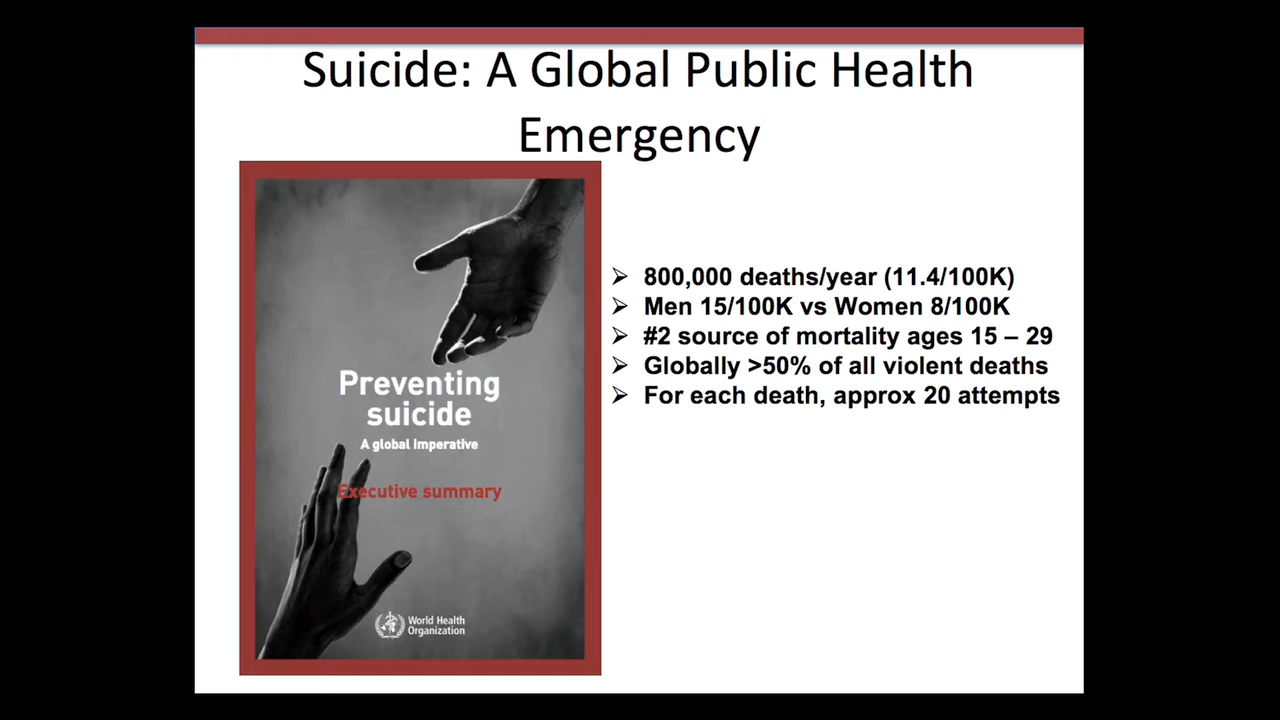 Suicide: A Global Public Health
Emergency
Preventing
suicide
A global imperative
Executive summary
World Health
Organization
➢ 800,000 deaths/year (11.4/100K)
➢ Men 15/100K vs Women 8/100K
➢ #2 source of mortality ages 15 – 29
➢ Globally >50% of all violent deaths
➢ For each death, approx 20 attempts